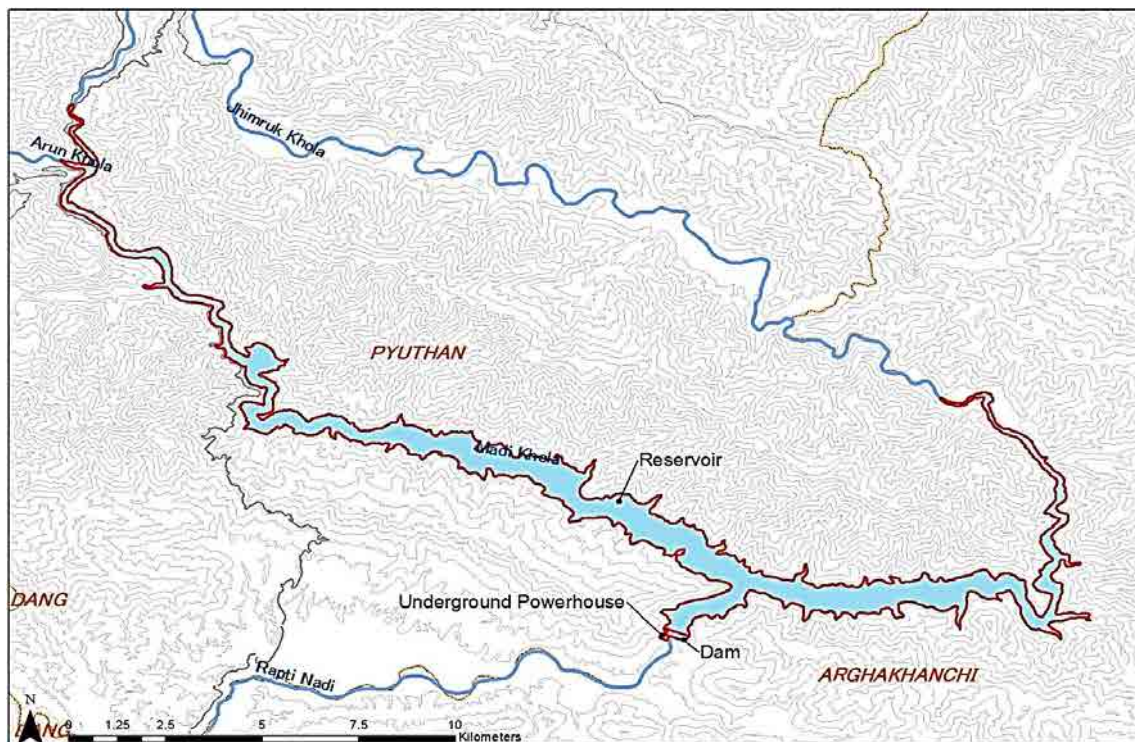 Jhimruk Khola
Arun Khola
PYUTHAN
Madi Khola
Reservoir
DANG
Underground Powerhouse
Dam
Rapti Nadi
ARGHAKHANCHI
N
0 1.25 2.5 5 7.5 10
Kilometers